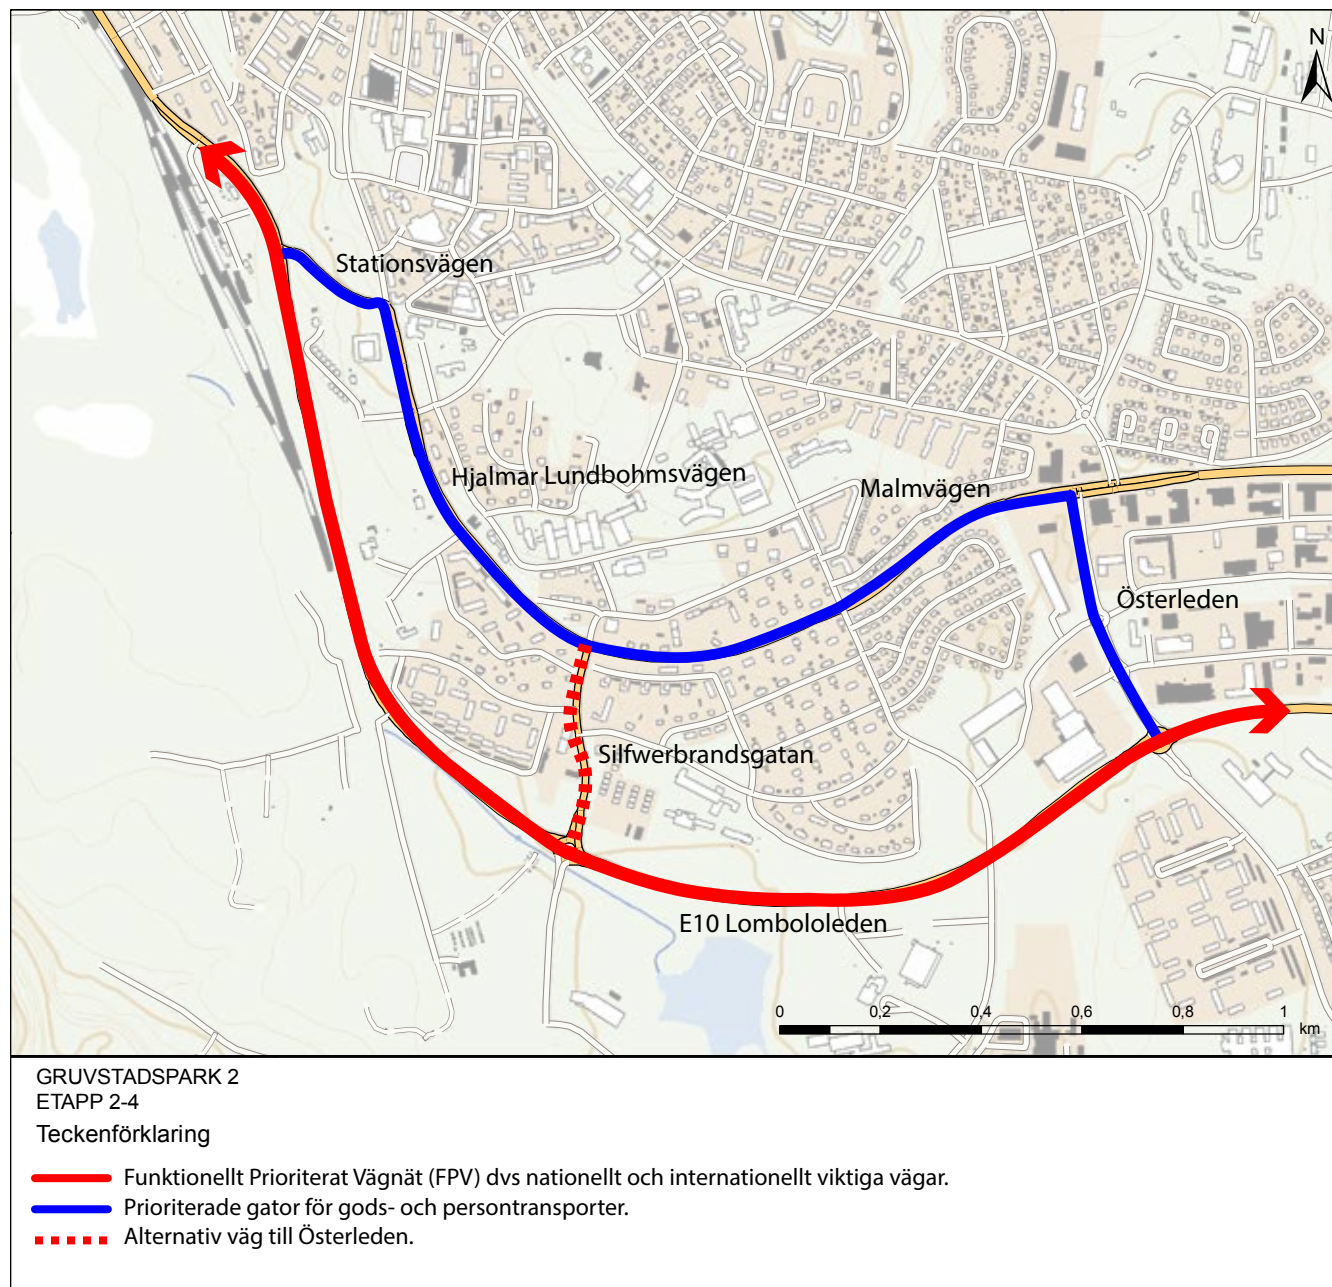 N
Stationsvägen
Hjalmar Lundbohmsvägen
Malmvägen
Österleden
Silfwerbrandsgatan
E10 Lombololeden
0 0,2 0,4 0,6 0,8 1
km
GRUVSTADSPARK 2
ETAPP 2-4
Teckenförklaring
Funktionellt Prioriterat Vägnät (FPV) dvs nationellt och internationellt viktiga vägar.
Prioriterade gator för gods- och persontransporter.
Alternativ väg till Österleden.